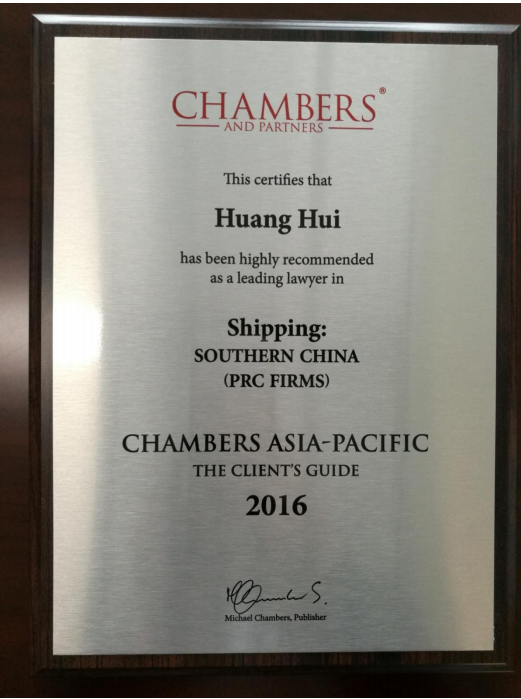 CHAMBERS®
AND PARTNERS
This certifies that
Huang Hui
has been highly recommended
as a leading lawyer in
Shipping:
SOUTHERN CHINA
(PRC FIRMS)
CHAMBERS ASIA-PACIFIC
THE CLIENT'S GUIDE
2016
Michael Chambers, Publisher